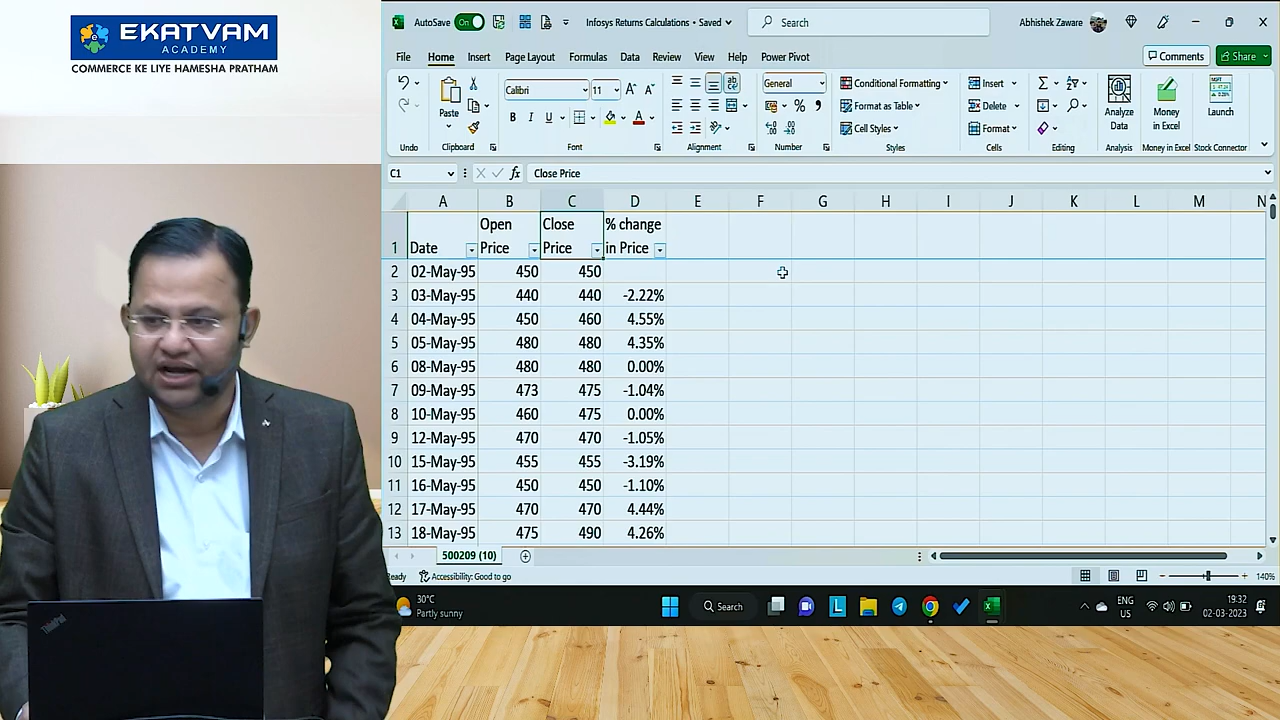 EKATVAM
ACADEMY
COMMERCE KE LIYE HAMESHA PRATHAM
AutoSave On Infosys Returns Calculations • Saved Search Abhishek Zaware
File Home Insert Page Layout Formulas Data Review View Help Power Pivot Comments Share
Paste
Calibri 11
B I U
General
Conditional Formatting
Format as Table
Cell Styles
Insert
Delete
Format
Analyze Data
Money in Excel
Launch
Undo Clipboard Font Alignment Number Styles Cells Editing Analysis Money in Excel Stock Connector
C1 fx Close Price
A B C D E F G H I J K L M N
1 Date Open Price Close Price % change in Price
2 02-May-95 450 450
3 03-May-95 440 440 -2.22%
4 04-May-95 450 460 4.55%
5 05-May-95 480 480 4.35%
6 08-May-95 480 480 0.00%
7 09-May-95 473 475 -1.04%
8 10-May-95 460 475 0.00%
9 12-May-95 470 470 -1.05%
10 15-May-95 455 455 -3.19%
11 16-May-95 450 450 -1.10%
12 17-May-95 470 470 4.44%
13 18-May-95 475 490 4.26%
500209 (10)
Ready Accessibility: Good to go 140%
30°C
Partly sunny
Search
ENG
US
19:32
02-03-2023
ThinkPad